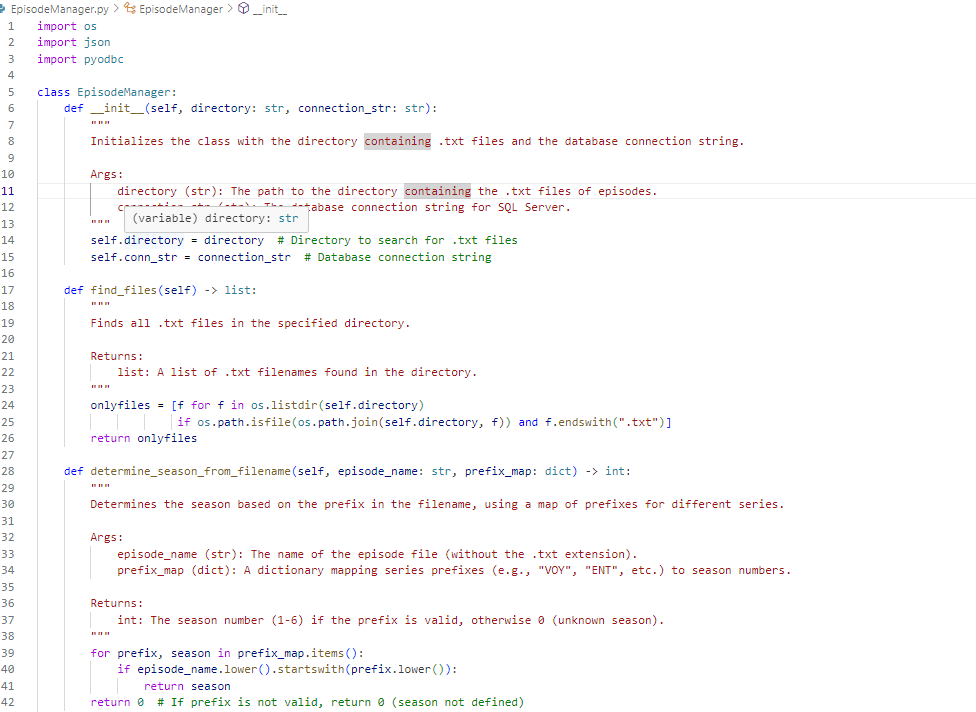 EpisodeManager.py > EpisodeManager > __init__
1 import os
2 import json
3 import pyodbc
4
5 class EpisodeManager:
6 def __init__(self, directory: str, connection_str: str):
7 """
8 Initializes the class with the directory containing .txt files and the database connection string.
9
10 Args:
11 directory (str): The path to the directory containing the .txt files of episodes.
12 database connection string for SQL Server.
(variable) directory: str
13 """
14 self.directory = directory # Directory to search for .txt files
15 self.conn_str = connection_str # Database connection string
16
17 def find_files(self) -> list:
18 """
19 Finds all .txt files in the specified directory.
20
21 Returns:
22 list: A list of .txt filenames found in the directory.
23 """
24 onlyfiles = [f for f in os.listdir(self.directory)
25 if os.path.isfile(os.path.join(self.directory, f)) and f.endswith(".txt")]
26 return onlyfiles
27
28 def determine_season_from_filename(self, episode_name: str, prefix_map: dict) -> int:
29 """
30 Determines the season based on the prefix in the filename, using a map of prefixes for different series.
31
32 Args:
33 episode_name (str): The name of the episode file (without the .txt extension).
34 prefix_map (dict): A dictionary mapping series prefixes (e.g., "VOY", "ENT", etc.) to season numbers.
35
36 Returns:
37 int: The season number (1-6) if the prefix is valid, otherwise 0 (unknown season).
38 """
39 for prefix, season in prefix_map.items():
40 if episode_name.lower().startswith(prefix.lower()):
41 return season
42 return 0 # If prefix is not valid, return 0 (season not defined)